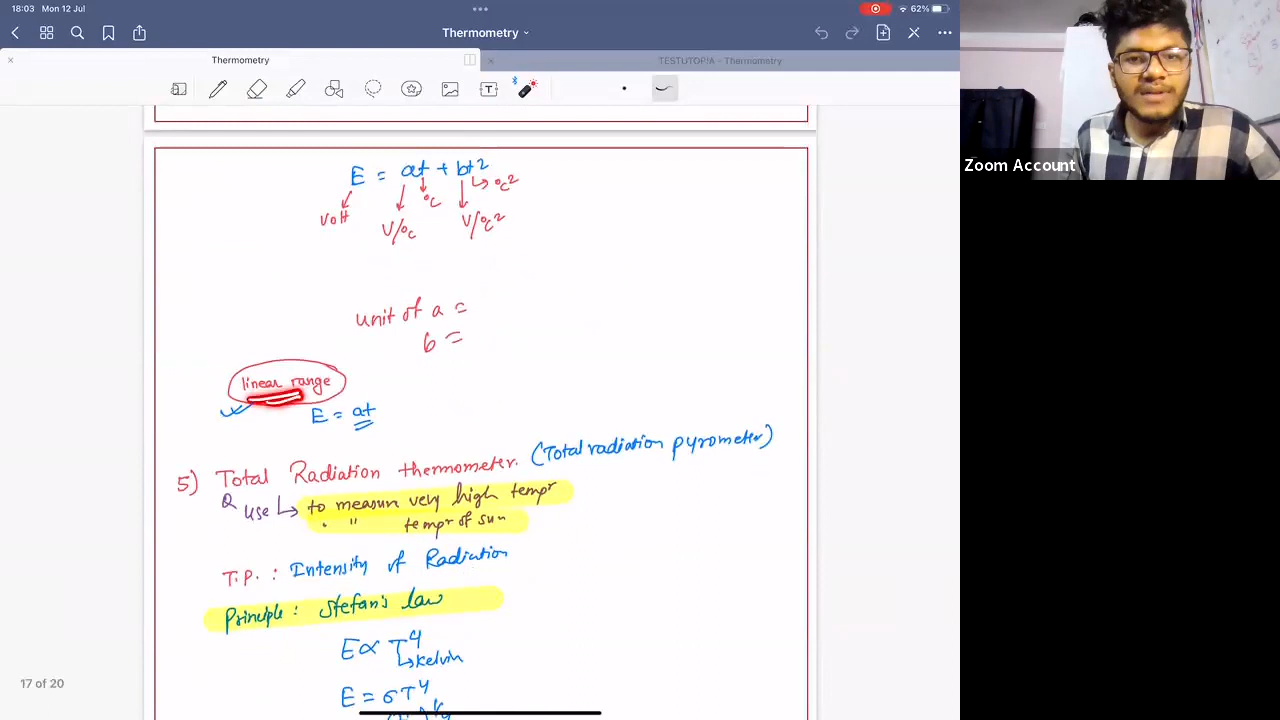 18:03 Mon 12 Jul
62%
Thermometry
Thermometry
TESTUTOPIA - Thermometry
Zoom Account
E = at + bt2
volt
V/°C
°C
V/°C2
°C2
unit of a =
b =
linear range
E = at
5) Total Radiation thermometer. (Total radiation pyrometer)
use to measure very high tempr
" tempr of sun
T.P. : Intensity of Radiation
Principle : Stefan's law
E ∝ T4
Kelvin
E = σT4
17 of 20